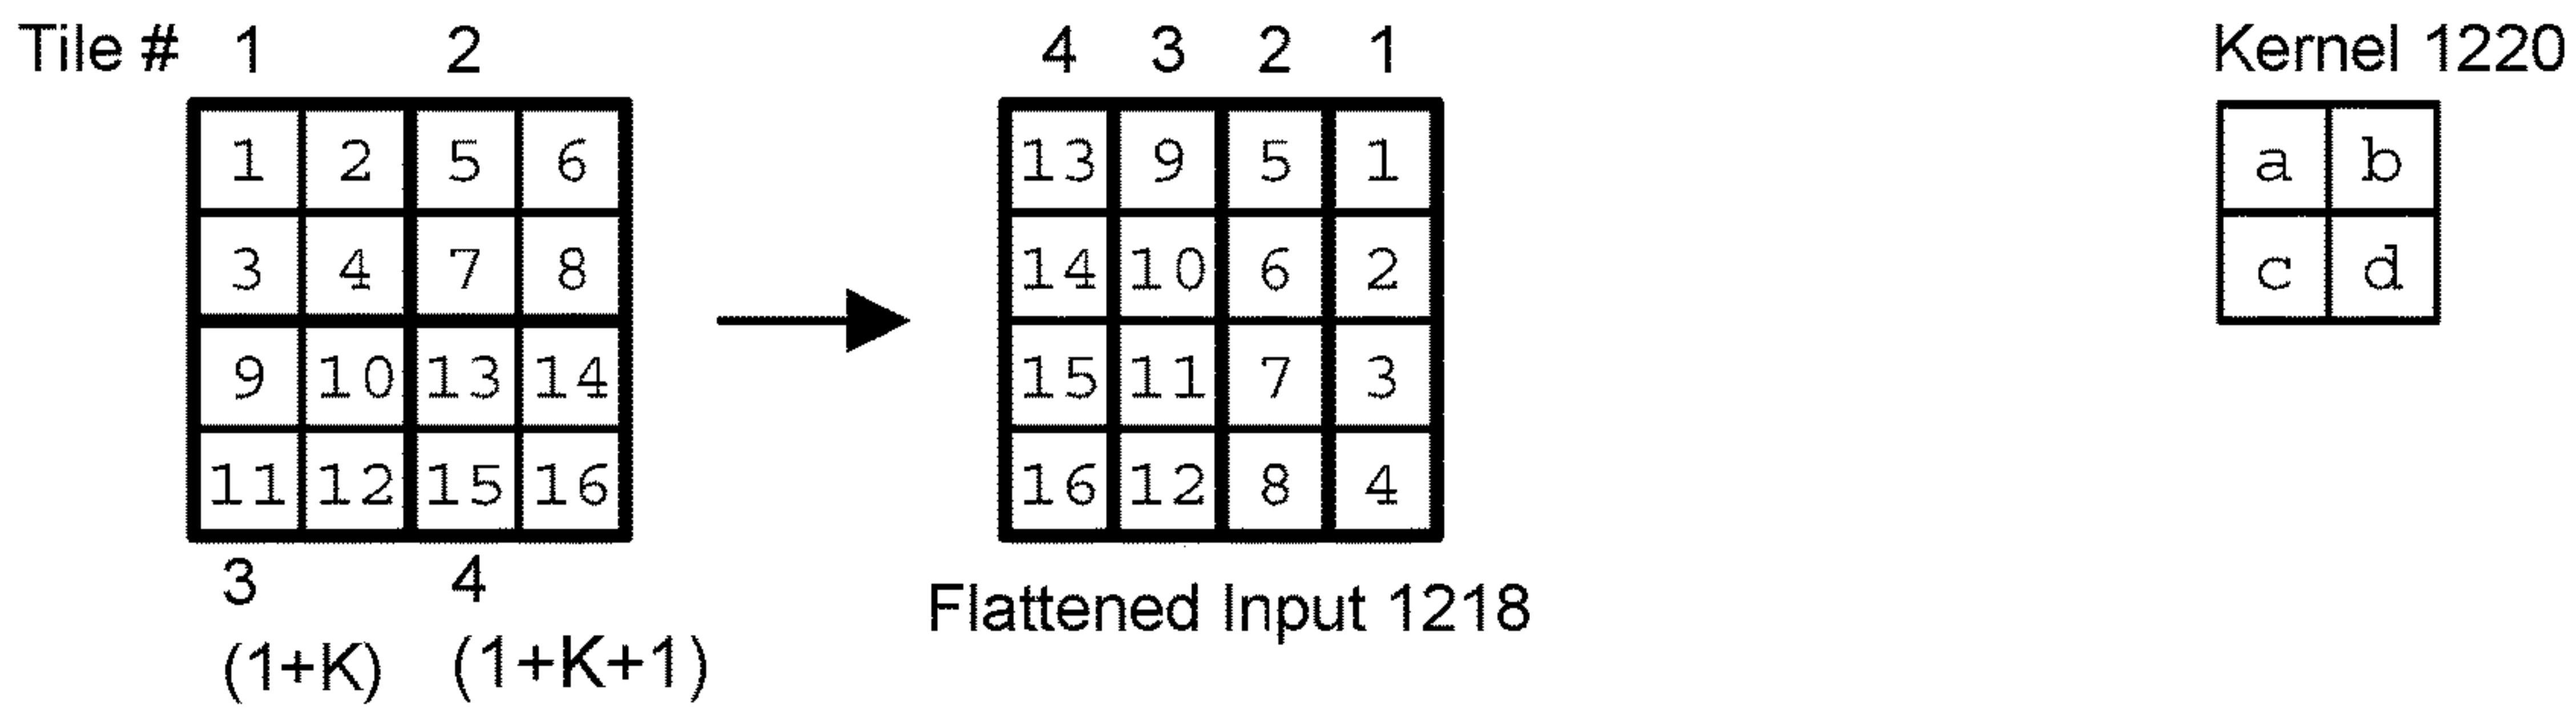 Tile # 1 2
1 2 5 6
3 4 7 8
9 10 13 14
11 12 15 16
3 4
(1+K) (1+K+1)
4 3 2 1
13 9 5 1
14 10 6 2
15 11 7 3
16 12 8 4
Flattened Input 1218
Kernel 1220
a b
c d